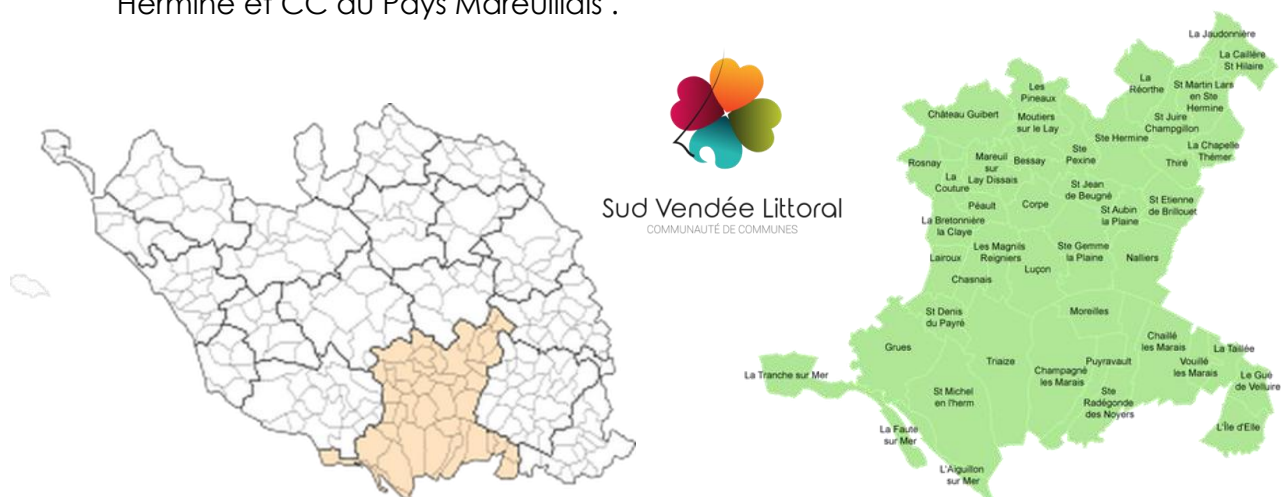 Hermine et CC du Pays Mareuillais .
Sud Vendée Littoral
COMMUNAUTÉ DE COMMUNES
La Jaudonnière
La Caillère
St Hilaire
La
Réorthe
St Martin Lars
en Ste
Hermine
Les
Pineaux
Château Guibert
Moutiers
sur le Lay
St Juire
Champgillon
Ste Hermine
La Chapelle
Thémer
Ste
Pexine
Rosnay
Mareuil
sur
Lay Dissais
Bessay
Thiré
La
Couture
St Jean
de Beugné
Péault
Corpe
St Etienne
de Brillouet
St Aubin
la Plaine
La Bretonnière
la Claye
Les Magnils
Reigniers
Ste Gemme
la Plaine
Lairoux
Nalliers
Luçon
Chasnais
St Denis
du Payré
Moreilles
Chaillé
les Marais
Grues
La Taillée
Triaize
Puyravault
Vouillé
les Marais
La Tranche sur Mer
Champagné
les Marais
Le Gué
de Velluire
St Michel
en l'herm
Ste
Radégonde
des Noyers
La Faute
sur Mer
L'Île d'Elle
L'Aiguillon
sur Mer